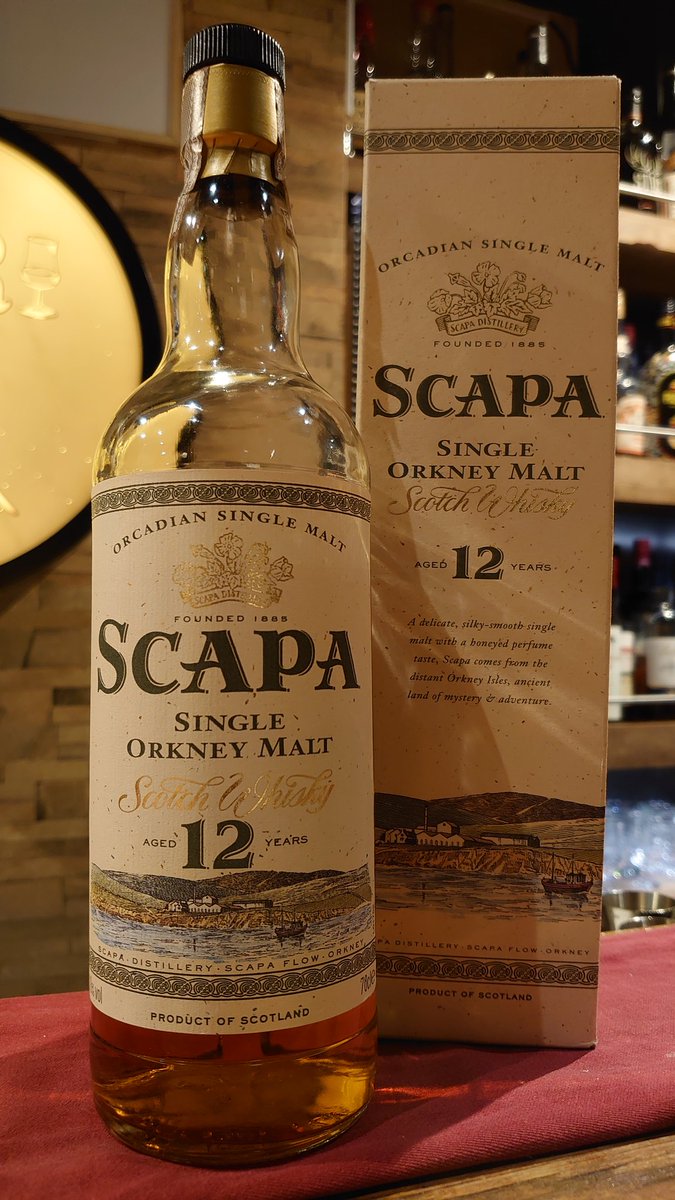 ORCADIAN SINGLE MALT
SCAPA DISTILLERY
FOUNDED 1885
SCAPA
SINGLE
ORKNEY MALT
Scotch Whisky
AGED 12 YEARS
SCAPA DISTILLERY · SCAPA FLOW · ORKNEY
vol
70cl
PRODUCT OF SCOTLAND
ORCADIAN SINGLE MALT
SCAPA DISTILLERY
FOUNDED 1885
SCAPA
SINGLE
ORKNEY MALT
Scotch Whisky
AGED 12 YEARS
A delicate, silky-smooth single
malt with a honeyed perfume
taste, Scapa comes from the
distant Orkney Isles, ancient
land of mystery & adventure.
PA DISTILLERY · SCAPA FLOW · ORKNEY
PRODUCT OF SCOTLAND